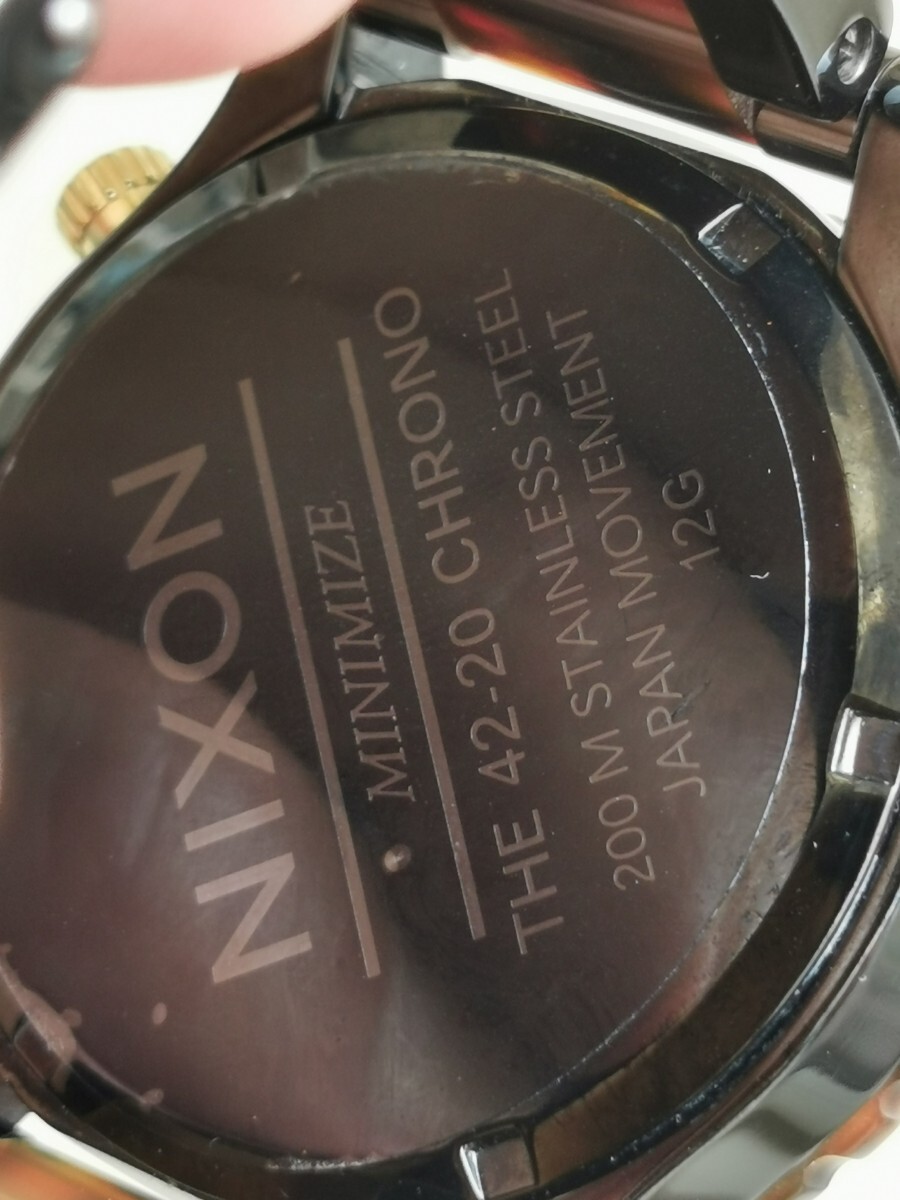 NIXON
MINIMIZE
THE 42-20 CHRONO
200 M STAINLESS STEEL
JAPAN MOVEMENT
12G